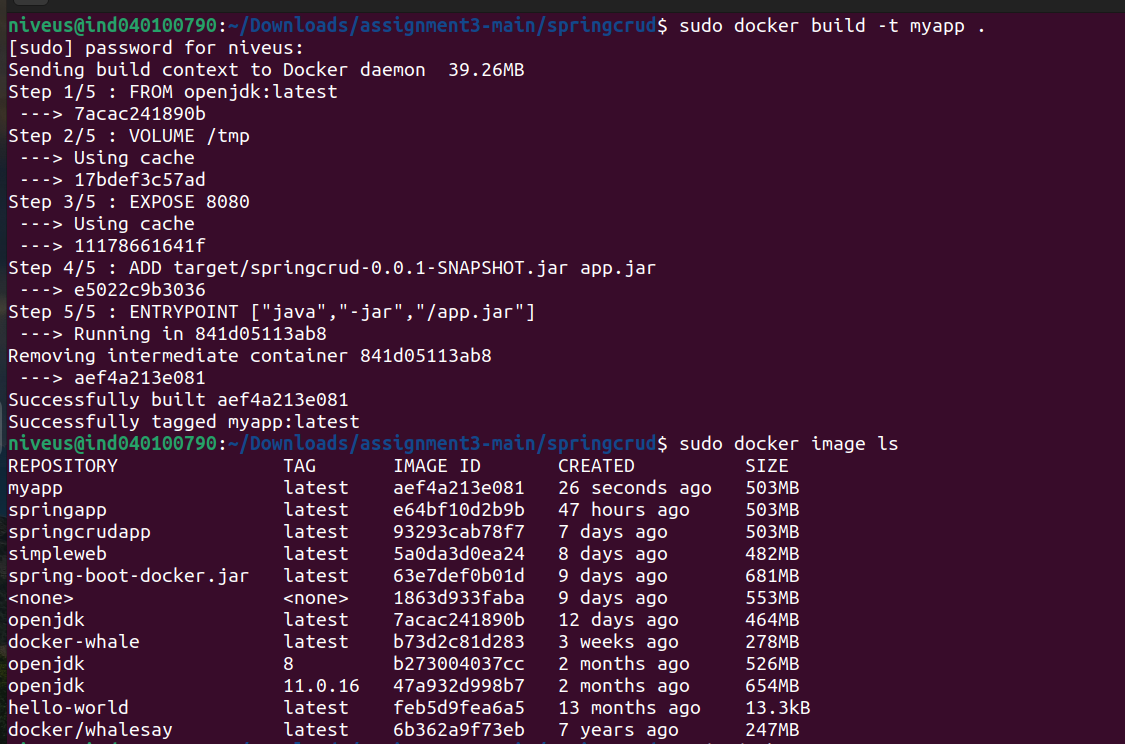 niveus@ind040100790:~/Downloads/assignment3-main/springcrud$ sudo docker build -t myapp .
[sudo] password for niveus:
Sending build context to Docker daemon  39.26MB
Step 1/5 : FROM openjdk:latest
 ---> 7acac241890b
Step 2/5 : VOLUME /tmp
 ---> Using cache
 ---> 17bdef3c57ad
Step 3/5 : EXPOSE 8080
 ---> Using cache
 ---> 11178661641f
Step 4/5 : ADD target/springcrud-0.0.1-SNAPSHOT.jar app.jar
 ---> e5022c9b3036
Step 5/5 : ENTRYPOINT ["java","-jar","/app.jar"]
 ---> Running in 841d05113ab8
Removing intermediate container 841d05113ab8
 ---> aef4a213e081
Successfully built aef4a213e081
Successfully tagged myapp:latest
niveus@ind040100790:~/Downloads/assignment3-main/springcrud$ sudo docker image ls
REPOSITORY               TAG       IMAGE ID       CREATED          SIZE
myapp                    latest    aef4a213e081   26 seconds ago   503MB
springapp                latest    e64bf10d2b9b   47 hours ago     503MB
springcrudapp            latest    93293cab78f7   7 days ago       503MB
simpleweb                latest    5a0da3d0ea24   8 days ago       482MB
spring-boot-docker.jar   latest    63e7def0b01d   9 days ago       681MB
<none>                   <none>    1863d933faba   9 days ago       553MB
openjdk                  latest    7acac241890b   12 days ago      464MB
docker-whale             latest    b73d2c81d283   3 weeks ago      278MB
openjdk                  8         b273004037cc   2 months ago     526MB
openjdk                  11.0.16   47a932d998b7   2 months ago     654MB
hello-world              latest    feb5d9fea6a5   13 months ago    13.3kB
docker/whalesay          latest    6b362a9f73eb   7 years ago      247MB